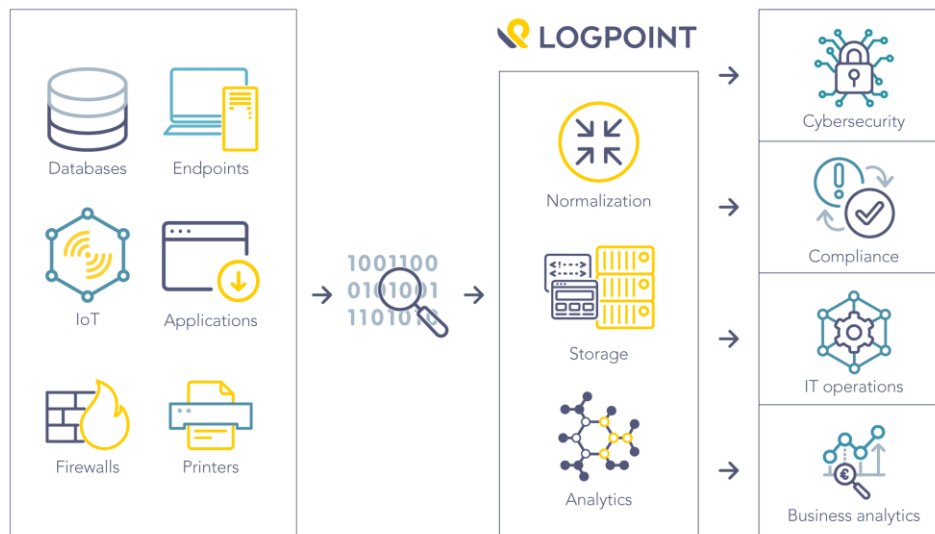 LOGPOINT
Databases
Endpoints
IoT
Applications
Firewalls
Printers
1001100
0101001
1101010
Normalization
Storage
Analytics
Cybersecurity
Compliance
IT operations
€
Business analytics